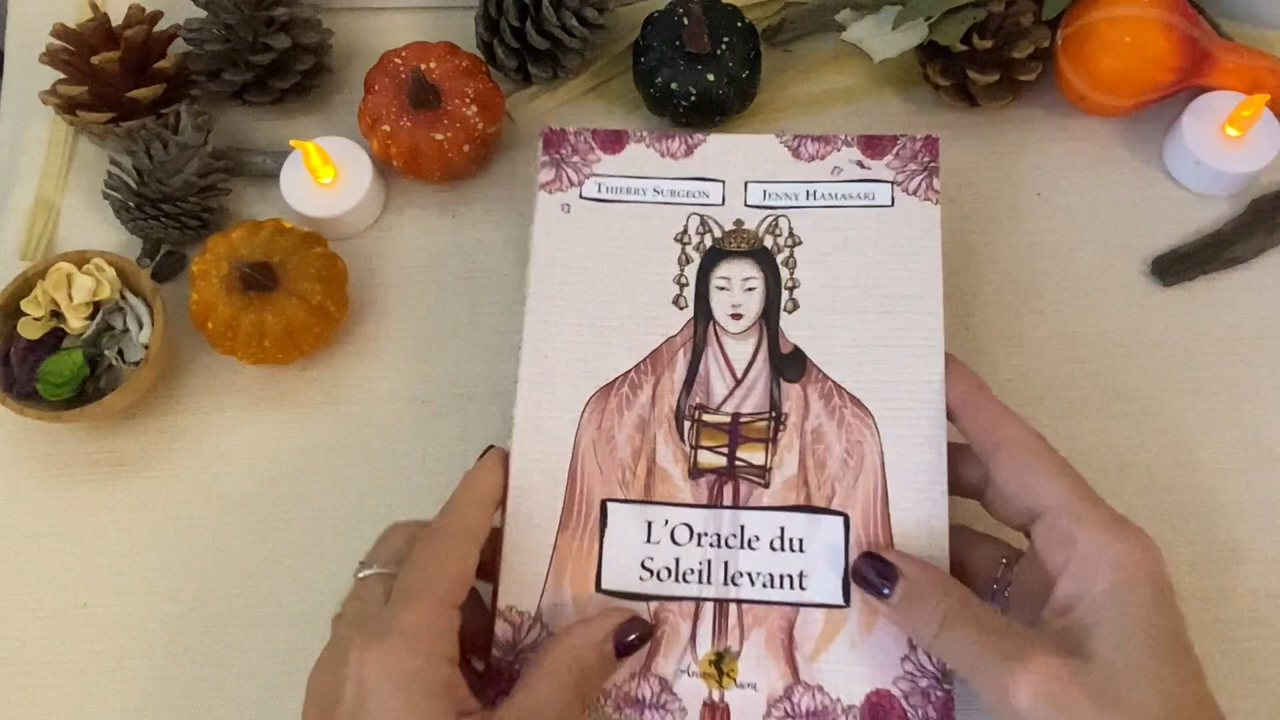 THIERRY SURGEON
JENNY HAMASAKI
L'Oracle du
Soleil levant